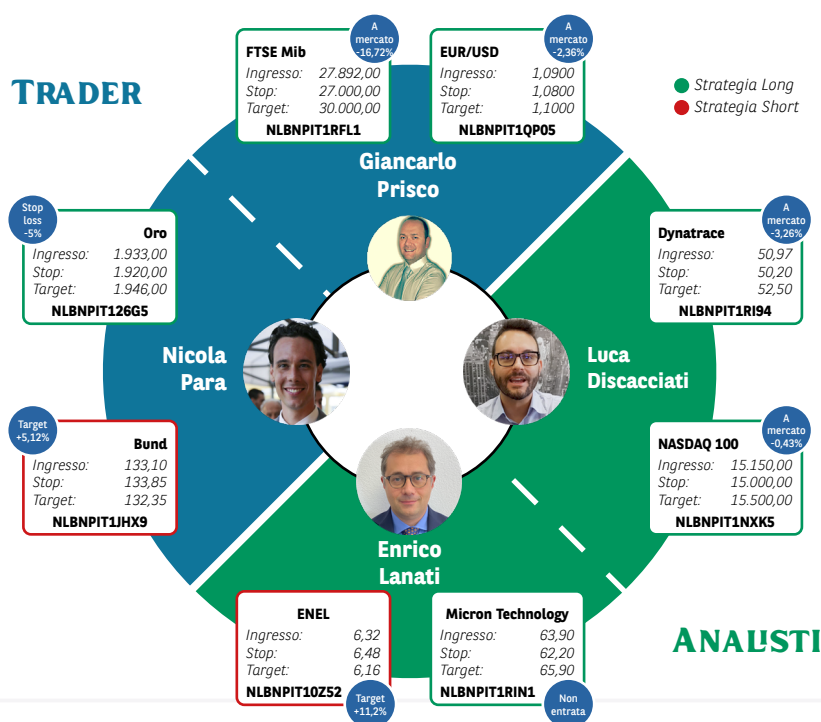 TRADER
A
mercato
-16,72%
FTSE Mib
Ingresso: 27.892,00
Stop: 27.000,00
Target: 30.000,00
NLBNPIT1RFL1
A
mercato
-2,36%
EUR/USD
Ingresso: 1,0900
Stop: 1,0800
Target: 1,1000
NLBNPIT1QP05
Strategia Long
Strategia Short
Giancarlo
Prisco
Stop
loss
-5%
Oro
Ingresso: 1.933,00
Stop: 1.920,00
Target: 1.946,00
NLBNPIT126G5
A
mercato
-3,26%
Dynatrace
Ingresso: 50,97
Stop: 50,20
Target: 52,50
NLBNPIT1RI94
Nicola
Para
Luca
Discacciati
Target
+5,12%
Bund
Ingresso: 133,10
Stop: 133,85
Target: 132,35
NLBNPIT1JHX9
A
mercato
-0,43%
NASDAQ 100
Ingresso: 15.150,00
Stop: 15.000,00
Target: 15.500,00
NLBNPIT1NXK5
Enrico
Lanati
ENEL
Ingresso: 6,32
Stop: 6,48
Target: 6,16
NLBNPIT10Z52
Target
+11,2%
Micron Technology
Ingresso: 63,90
Stop: 62,20
Target: 65,90
NLBNPIT1RIN1
Non
entrata
ANALISTI